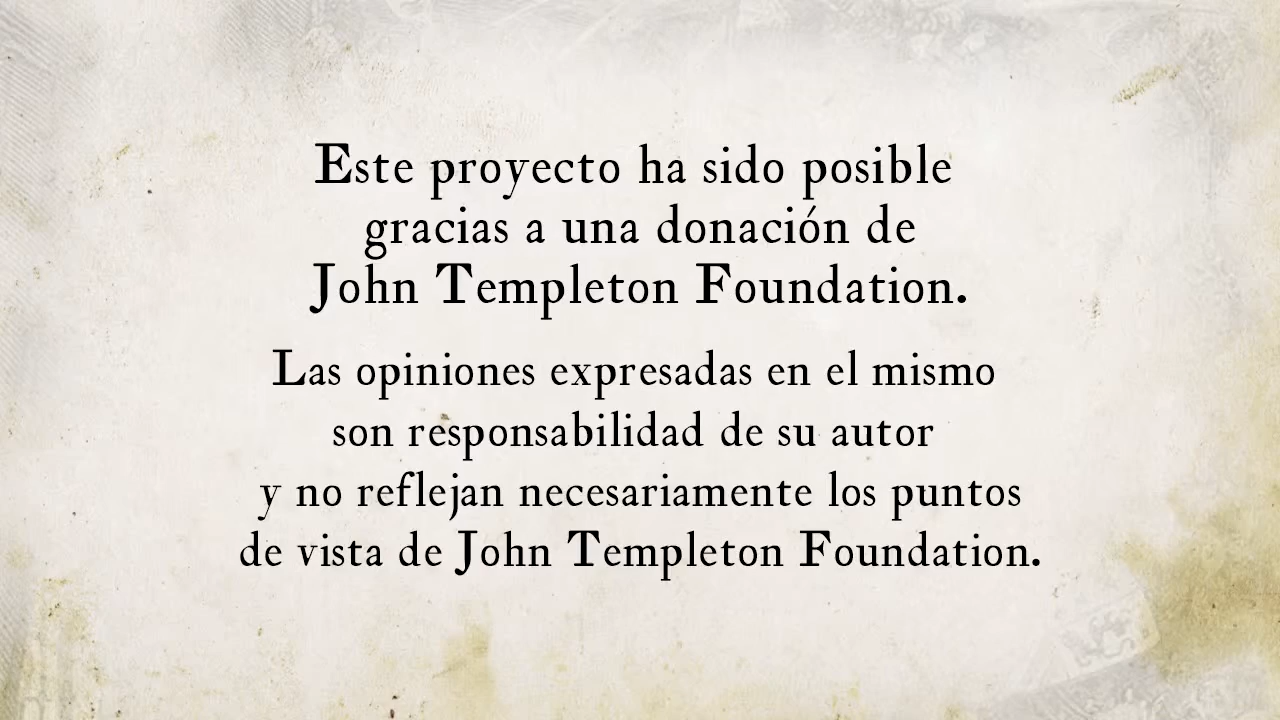 Este proyecto ha sido posible
gracias a una donación de
John Templeton Foundation.
Las opiniones expresadas en el mismo
son responsabilidad de su autor
y no reflejan necesariamente los puntos
de vista de John Templeton Foundation.